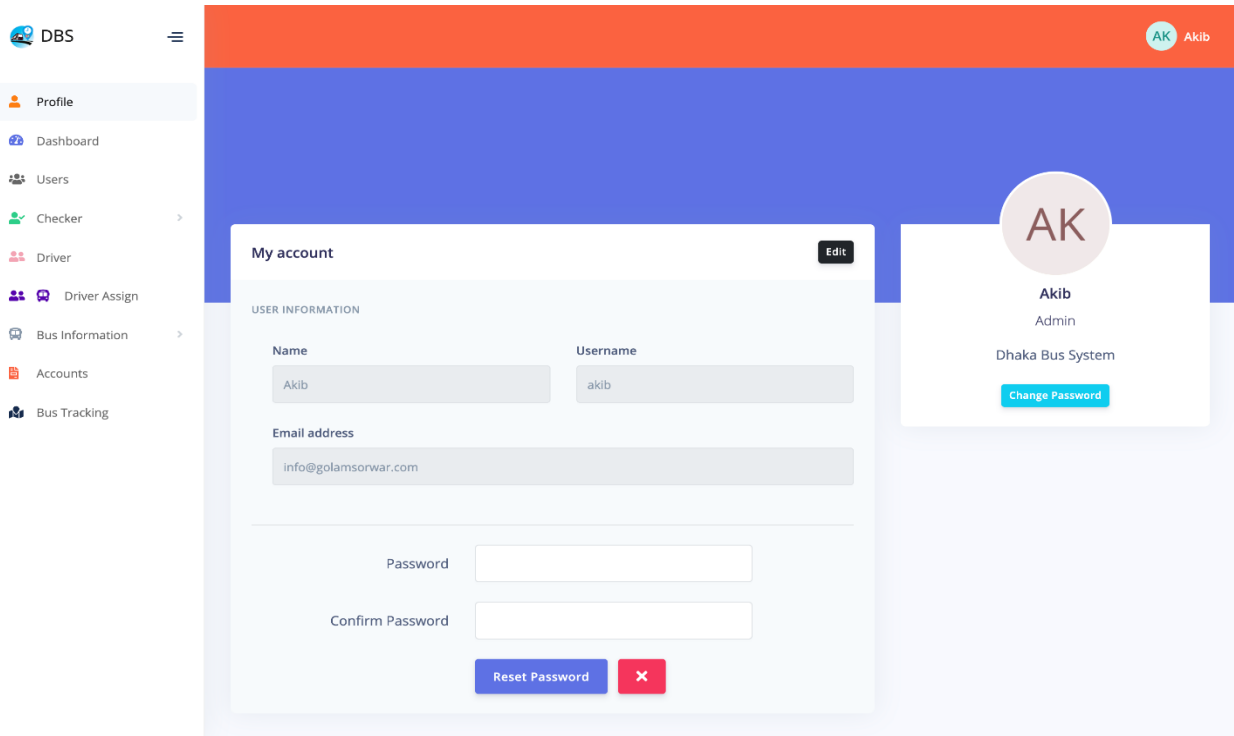 DBS
AK Akib
Profile
Dashboard
Users
Checker
Driver
Driver Assign
Bus Information
Accounts
Bus Tracking
My account
Edit
USER INFORMATION
Name Username
Akib akib
Email address
info@golamsorwar.com
Password
Confirm Password
Reset Password
AK
Akib
Admin
Dhaka Bus System
Change Password